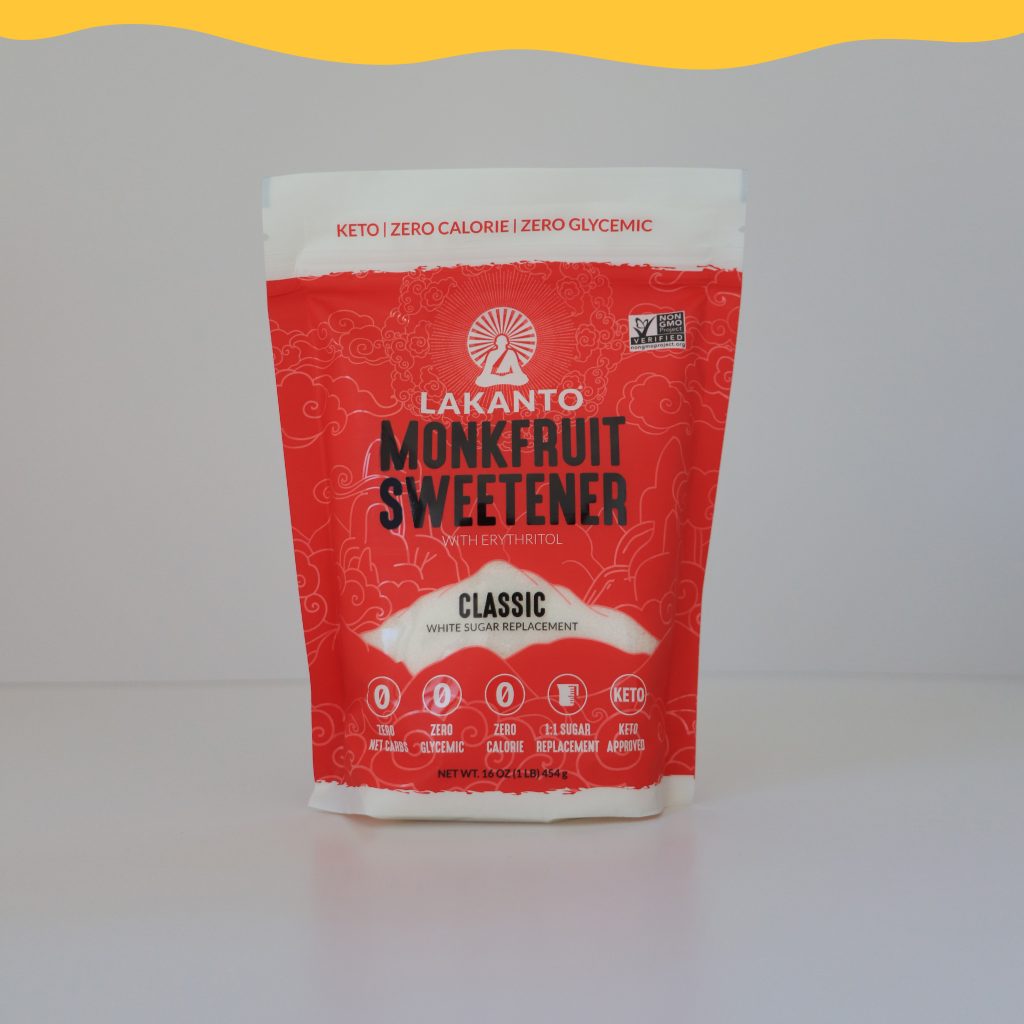 KETO | ZERO CALORIE | ZERO GLYCEMIC
NON
GMO
Project
VERIFIED
nongmoproject.org
LAKANTO
MONKFRUIT
SWEETENER
WITH ERYTHRITOL
CLASSIC
WHITE SUGAR REPLACEMENT
0 0 0 KETO
ZERO NET CARBS
ZERO GLYCEMIC
ZERO CALORIE
1:1 SUGAR REPLACEMENT
KETO APPROVED
NET WT. 16 OZ (1 LB) 454 g